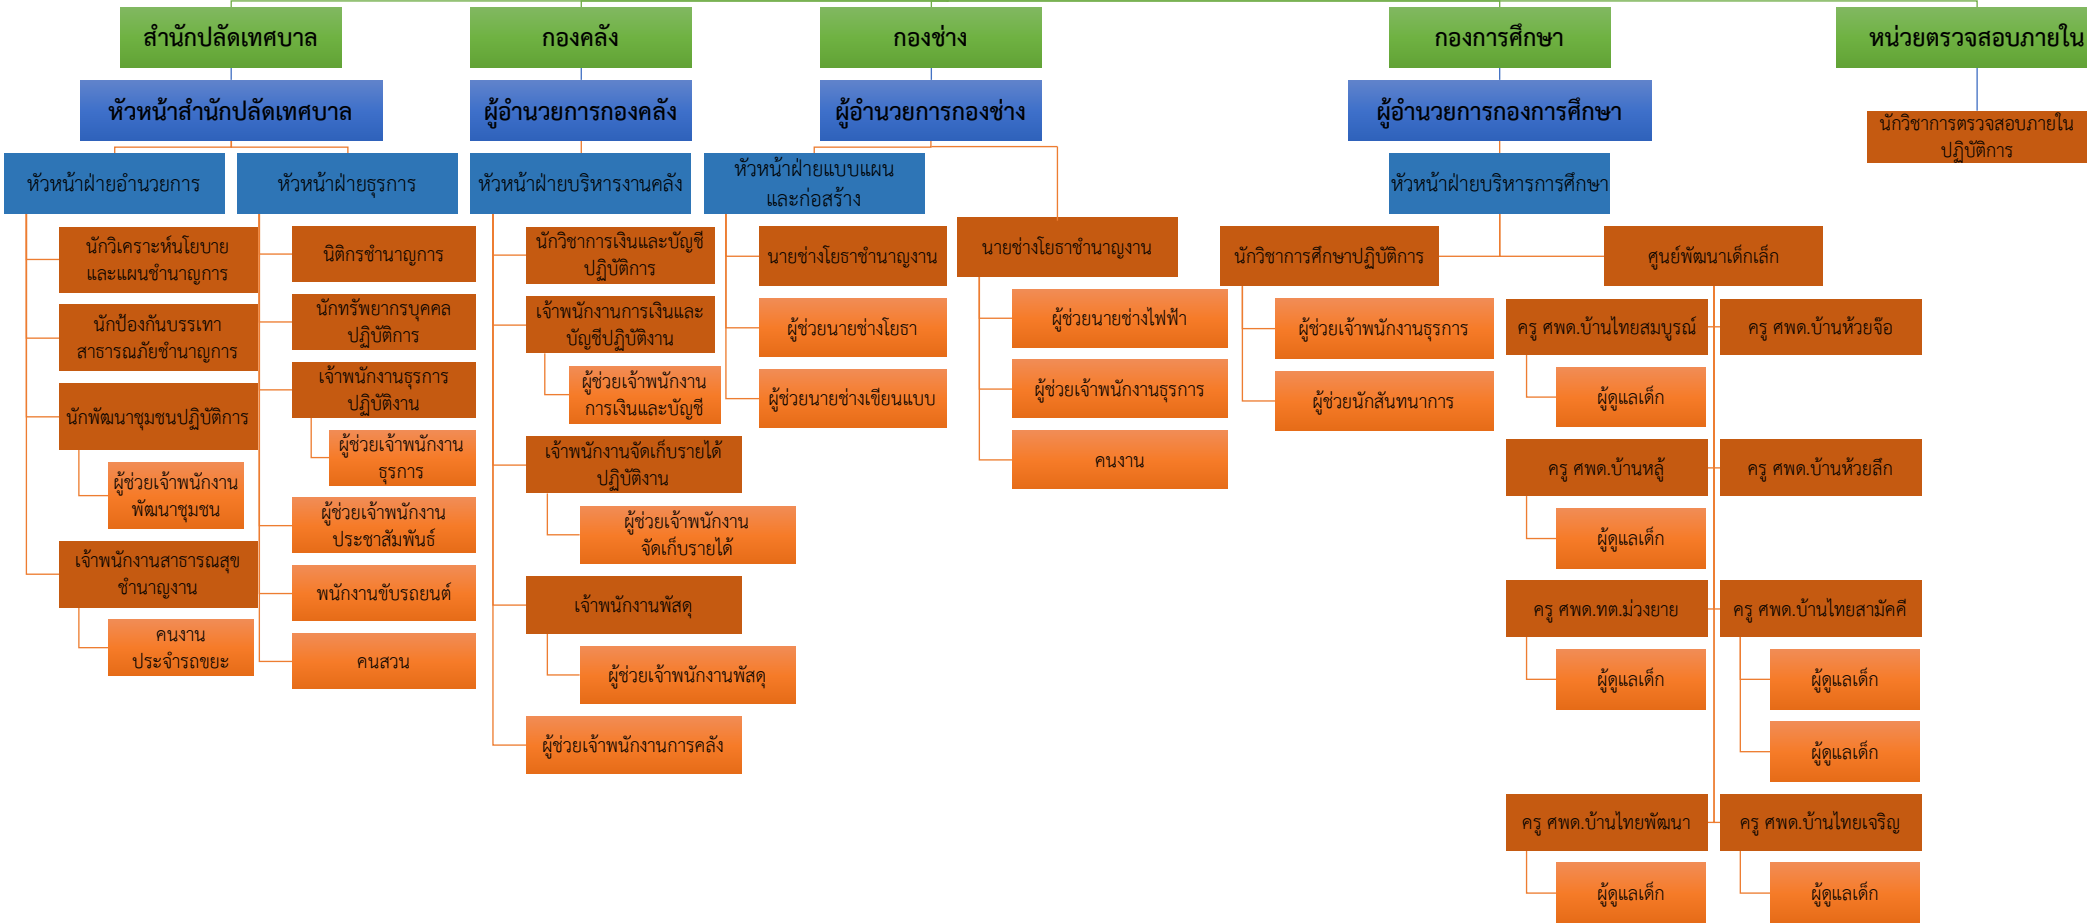 สำนักปลัดเทศบาล
หัวหน้าสำนักปลัดเทศบาล
หัวหน้าฝ่ายอำนวยการ
นักวิเคราะห์นโยบาย
และแผนชำนาญการ
นักป้องกันบรรเทา
สาธารณภัยชำนาญการ
นักพัฒนาชุมชนปฏิบัติการ
ผู้ช่วยเจ้าพนักงาน
พัฒนาชุมชน
เจ้าพนักงานสาธารณสุข
ชำนาญงาน
คนงาน
ประจำรถขยะ
หัวหน้าฝ่ายธุรการ
นิติกรชำนาญการ
นักทรัพยากรบุคคล
ปฏิบัติการ
เจ้าพนักงานธุรการ
ปฏิบัติงาน
ผู้ช่วยเจ้าพนักงาน
ธุรการ
ผู้ช่วยเจ้าพนักงาน
ประชาสัมพันธ์
พนักงานขับรถยนต์
คนสวน
กองคลัง
ผู้อำนวยการกองคลัง
หัวหน้าฝ่ายบริหารงานคลัง
นักวิชาการเงินและบัญชี
ปฏิบัติการ
เจ้าพนักงานการเงินและ
บัญชีปฏิบัติงาน
ผู้ช่วยเจ้าพนักงาน
การเงินและบัญชี
เจ้าพนักงานจัดเก็บรายได้
ปฏิบัติงาน
ผู้ช่วยเจ้าพนักงาน
จัดเก็บรายได้
เจ้าพนักงานพัสดุ
ผู้ช่วยเจ้าพนักงานพัสดุ
ผู้ช่วยเจ้าพนักงานการคลัง
กองช่าง
ผู้อำนวยการกองช่าง
หัวหน้าฝ่ายแบบแผน
และก่อสร้าง
นายช่างโยธาชำนาญงาน
ผู้ช่วยนายช่างโยธา
ผู้ช่วยนายช่างเขียนแบบ
นายช่างโยธาชำนาญงาน
ผู้ช่วยนายช่างไฟฟ้า
ผู้ช่วยเจ้าพนักงานธุรการ
คนงาน
กองการศึกษา
ผู้อำนวยการกองการศึกษา
หัวหน้าฝ่ายบริหารการศึกษา
นักวิชาการศึกษาปฏิบัติการ
ผู้ช่วยเจ้าพนักงานธุรการ
ผู้ช่วยนักสันทนาการ
ศูนย์พัฒนาเด็กเล็ก
ครู ศพด.บ้านไทยสมบูรณ์
ผู้ดูแลเด็ก
ครู ศพด.บ้านห้วยจ๊อ
ครู ศพด.บ้านหลู้
ผู้ดูแลเด็ก
ครู ศพด.บ้านห้วยลึก
ครู ศพด.ทต.ม่วงยาย
ผู้ดูแลเด็ก
ครู ศพด.บ้านไทยสามัคคี
ผู้ดูแลเด็ก
ผู้ดูแลเด็ก
ครู ศพด.บ้านไทยพัฒนา
ผู้ดูแลเด็ก
ครู ศพด.บ้านไทยเจริญ
ผู้ดูแลเด็ก
หน่วยตรวจสอบภายใน
นักวิชาการตรวจสอบภายใน
ปฏิบัติการ